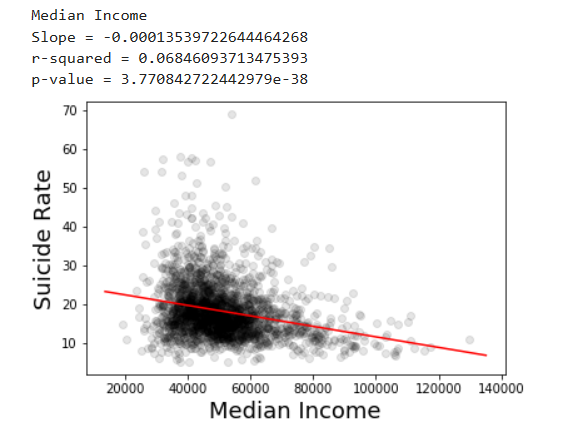 Median Income
Slope = -0.00013539722644464268
r-squared = 0.06846093713475393
p-value = 3.770842722442979e-38
70
60
50
40
30
20
10
Suicide Rate
20000 40000 60000 80000 100000 120000 140000
Median Income